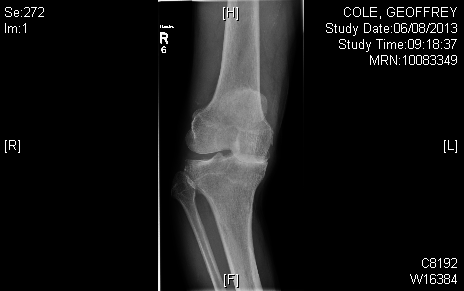 Se:272
Im:1
[H]
COLE, GEOFFREY
Study Date:06/08/2013
Study Time:09:18:37
MRN:10083349
R
6
[R]
[L]
[F]
C8192
W16384